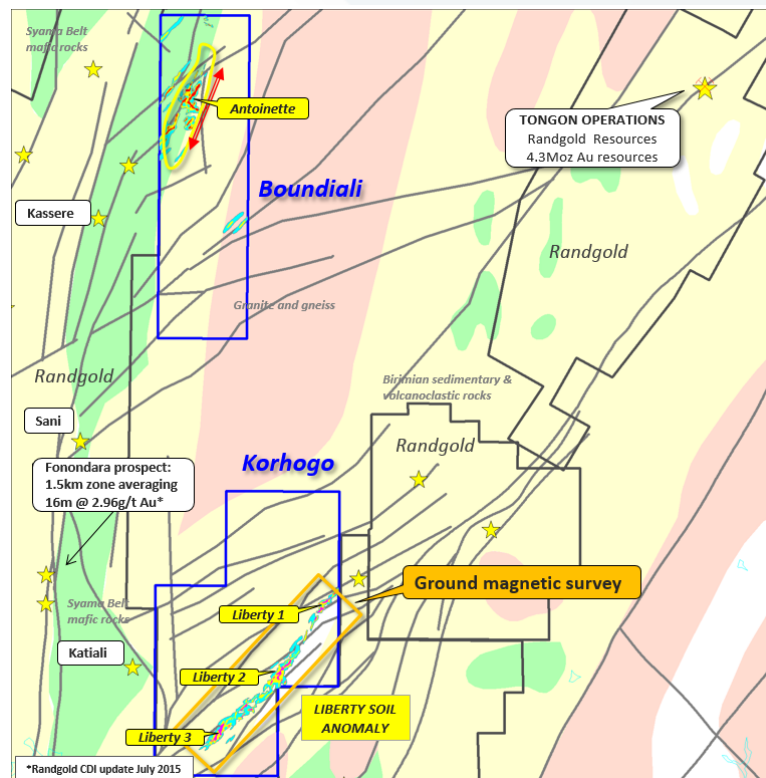 Syama Belt
mafic rocks
Antoinette
TONGON OPERATIONS
Randgold Resources
4.3Moz Au resources
Boundiali
Kassere
Randgold
Granite and gneiss
Randgold
Birimian sedimentary &
volcanoclastic rocks
Sani
Randgold
Korhogo
Fonondara prospect:
1.5km zone averaging
16m @ 2.96g/t Au*
Ground magnetic survey
Syama Belt
mafic rocks
Liberty 1
Katiali
Liberty 2
LIBERTY SOIL
ANOMALY
Liberty 3
*Randgold CDI update July 2015